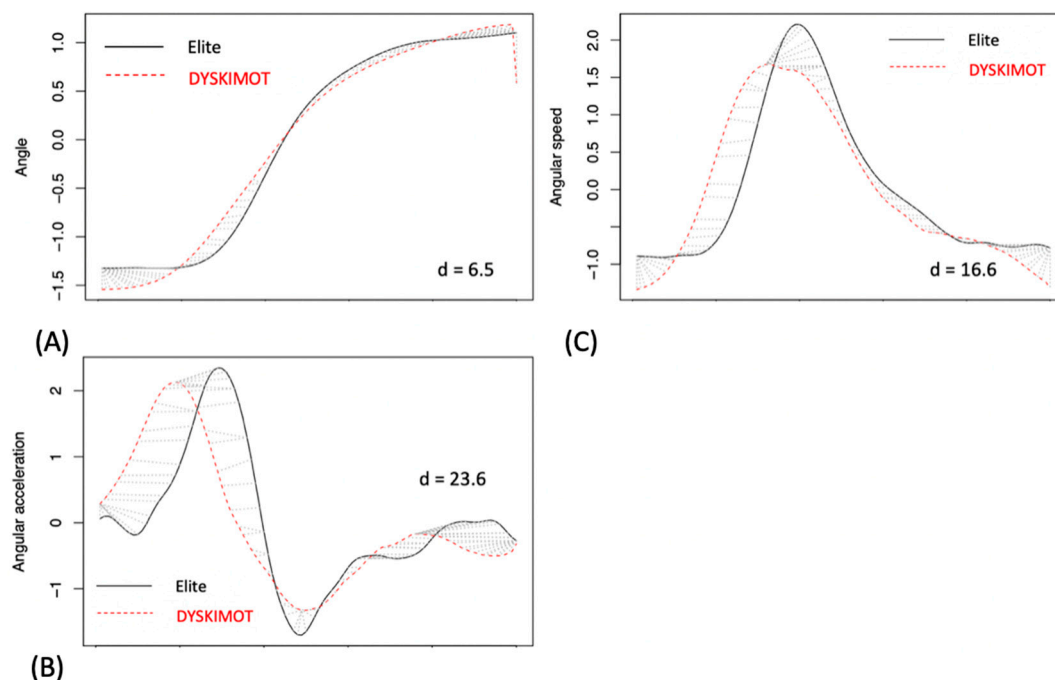 Angle
1.0
0.5
0.0
−0.5
−1.0
−1.5
Elite
DYSKIMOT
d = 6.5
(A)
Angular speed
2.0
1.5
0.5
0.0
−1.0
Elite
DYSKIMOT
d = 16.6
(C)
Angular acceleration
2
1
0
−1
d = 23.6
Elite
DYSKIMOT
(B)